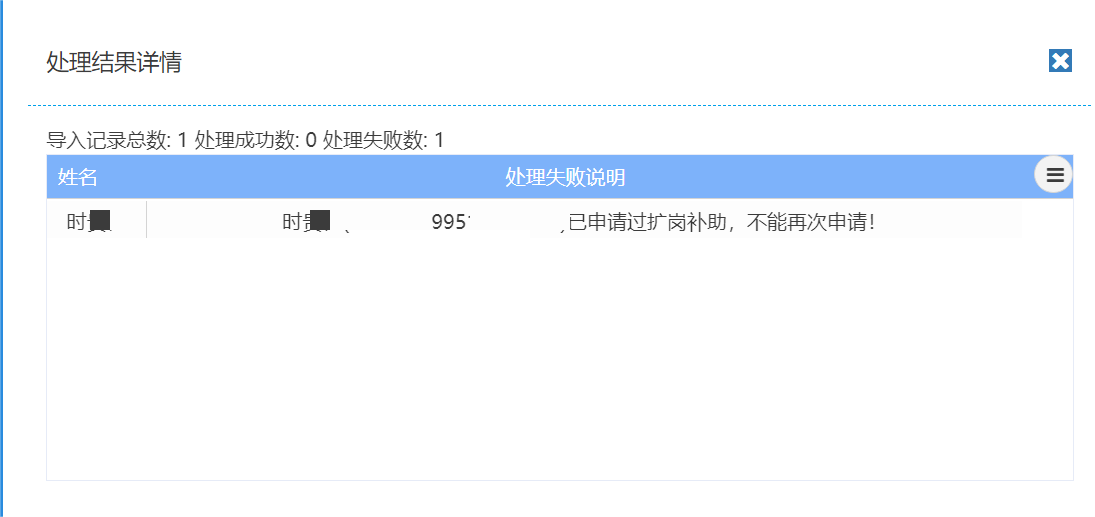 处理结果详情
导入记录总数: 1 处理成功数: 0 处理失败数: 1
姓名 处理失败说明
时 时 995 已申请过扩岗补助，不能再次申请！